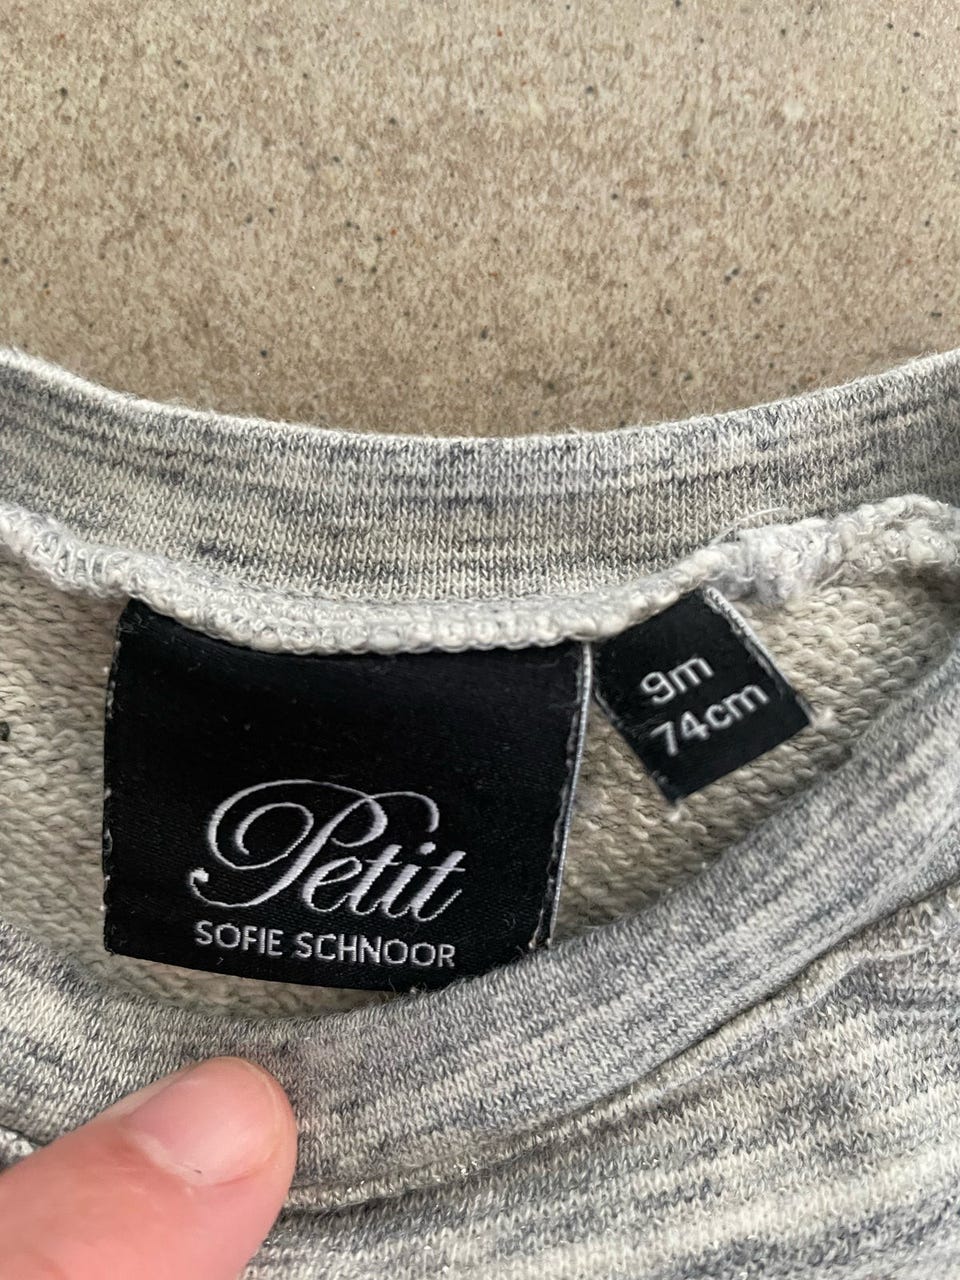 Petit
SOFIE SCHNOOR
9m
74cm